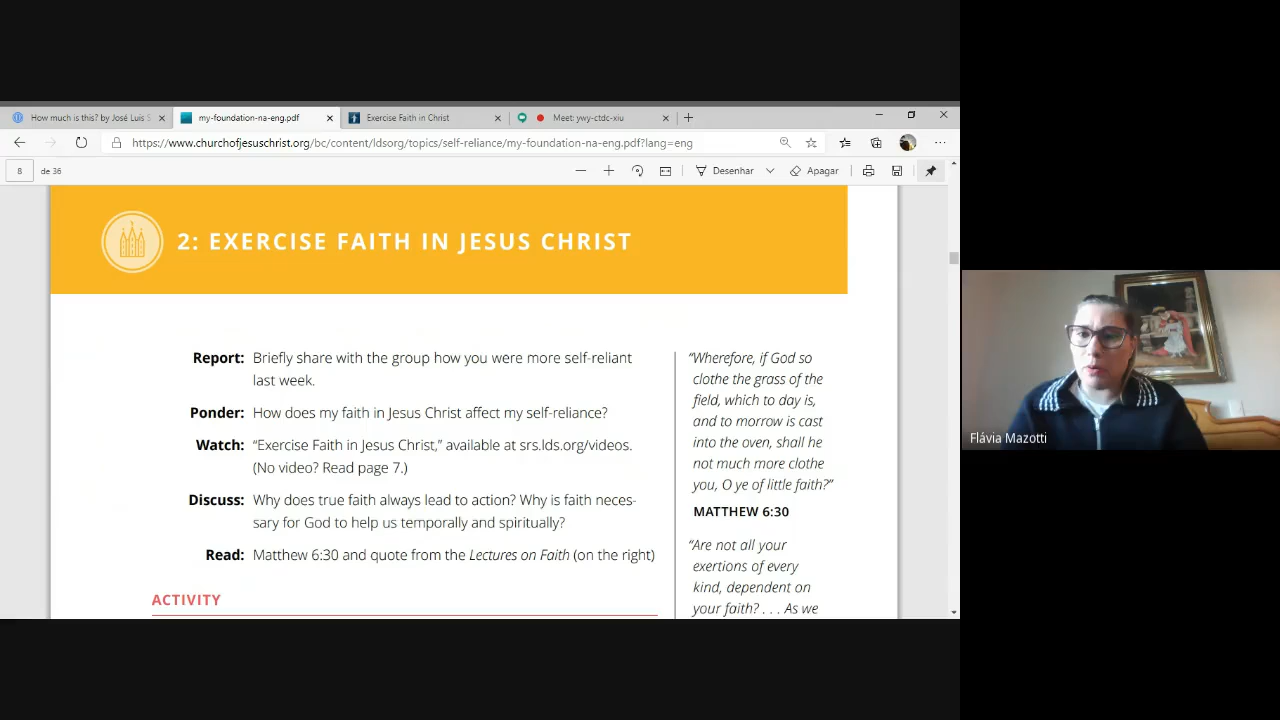 How much is this? by José Luis S
my-foundation-na-eng.pdf
Exercise Faith in Christ
Meet: ywy-ctdc-xiu
https://www.churchofjesuschrist.org/bc/content/ldsorg/topics/self-reliance/my-foundation-na-eng.pdf?lang=eng
8 de 36
Desenhar
Apagar
2: EXERCISE FAITH IN JESUS CHRIST
Report: Briefly share with the group how you were more self-reliant
last week.
Ponder: How does my faith in Jesus Christ affect my self-reliance?
Watch: “Exercise Faith in Jesus Christ,” available at srs.lds.org/videos.
(No video? Read page 7.)
Discuss: Why does true faith always lead to action? Why is faith neces-
sary for God to help us temporally and spiritually?
Read: Matthew 6:30 and quote from the Lectures on Faith (on the right)
ACTIVITY
“Wherefore, if God so
clothe the grass of the
field, which to day is,
and to morrow is cast
into the oven, shall he
not much more clothe
you, O ye of little faith?”
MATTHEW 6:30
“Are not all your
exertions of every
kind, dependent on
your faith? . . . As we
Flávia Mazotti